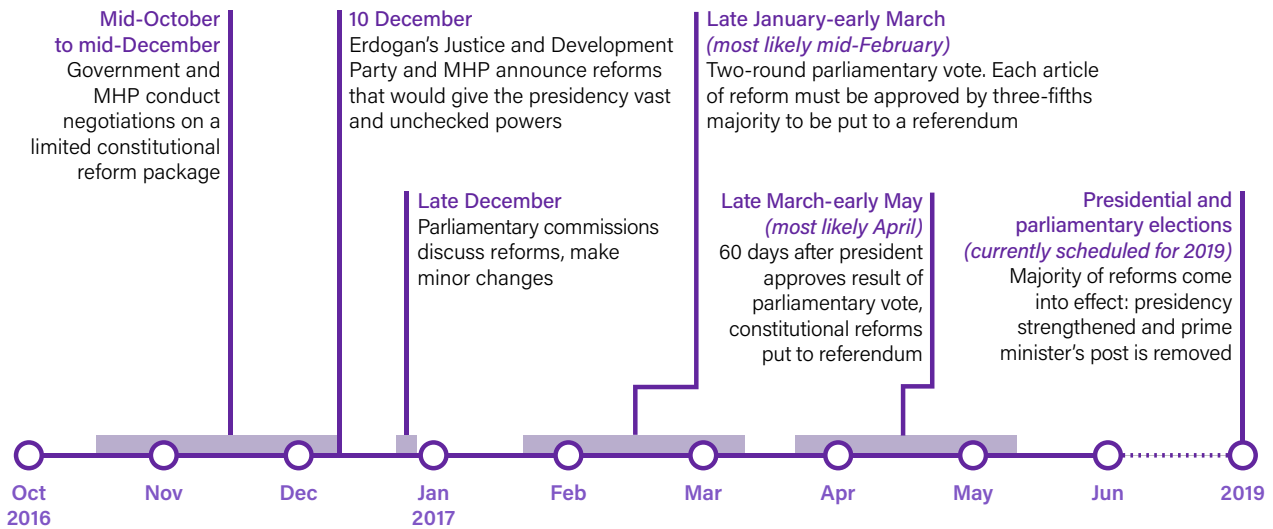 Mid-October
to mid-December
Government and
MHP conduct
negotiations on a
limited constitutional
reform package
10 December
Erdogan's Justice and Development
Party and MHP announce reforms
that would give the presidency vast
and unchecked powers
Late January-early March
(most likely mid-February)
Two-round parliamentary vote. Each article
of reform must be approved by three-fifths
majority to be put to a referendum
Late December
Parliamentary commissions
discuss reforms, make
minor changes
Late March-early May
(most likely April)
60 days after president
approves result of
parliamentary vote,
constitutional reforms
put to referendum
Presidential and
parliamentary elections
(currently scheduled for 2019)
Majority of reforms come
into effect: presidency
strengthened and prime
minister's post is removed
Oct Nov Dec Jan Feb Mar Apr May Jun 2019
2016 2017